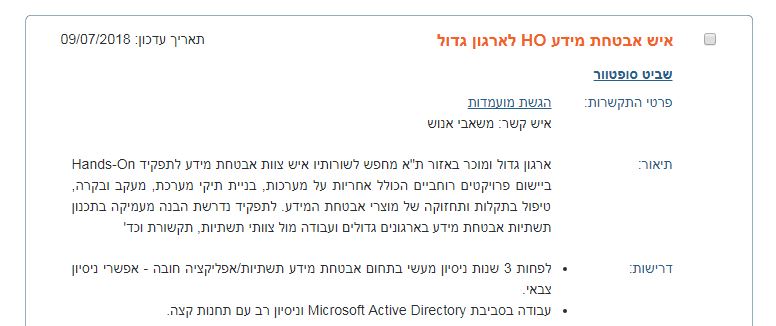 איש אבטחת מידע HO לארגון גדול
תאריך עדכון: 09/07/2018
שביט סופטוור
פרטי התקשרות: הגשת מועמדות
איש קשר: משאבי אנוש
תיאור: ארגון גדול ומוכר באזור ת"א מחפש לשורותיו איש צוות אבטחת מידע לתפקיד Hands-On
ביישום פרויקטים רוחביים הכולל אחריות על מערכות, בניית תיקי מערכת, מעקב ובקרה,
טיפול בתקלות ותחזוקה של מוצרי אבטחת המידע. לתפקיד נדרשת הבנה מעמיקה בתכנון
תשתיות אבטחת מידע בארגונים גדולים ועבודה מול צוותי תשתיות, תקשורת וכד'
דרישות: • לפחות 3 שנות ניסיון מעשי בתחום אבטחת מידע תשתיות/אפליקציה חובה - אפשרי ניסיון
צבאי.
• עבודה בסביבת Microsoft Active Directory וניסיון רב עם תחנות קצה.